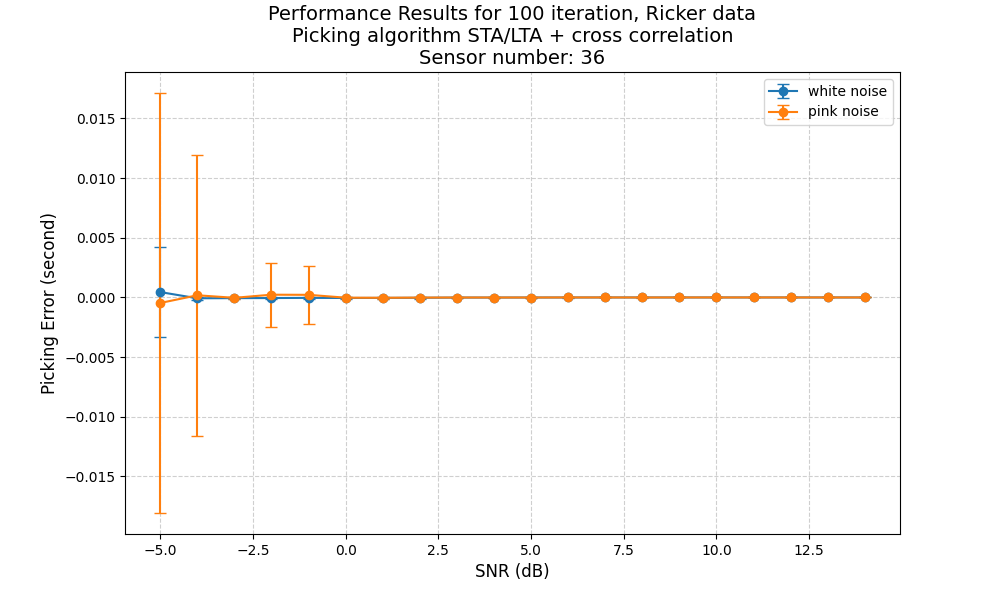 Performance Results for 100 iteration, Ricker data
Picking algorithm STA/LTA + cross correlation
Sensor number: 36
white noise
pink noise
0.015
0.010
0.005
0.000
−0.005
−0.010
−0.015
Picking Error (second)
−5.0 −2.5 0.0 2.5 5.0 7.5 10.0 12.5
SNR (dB)